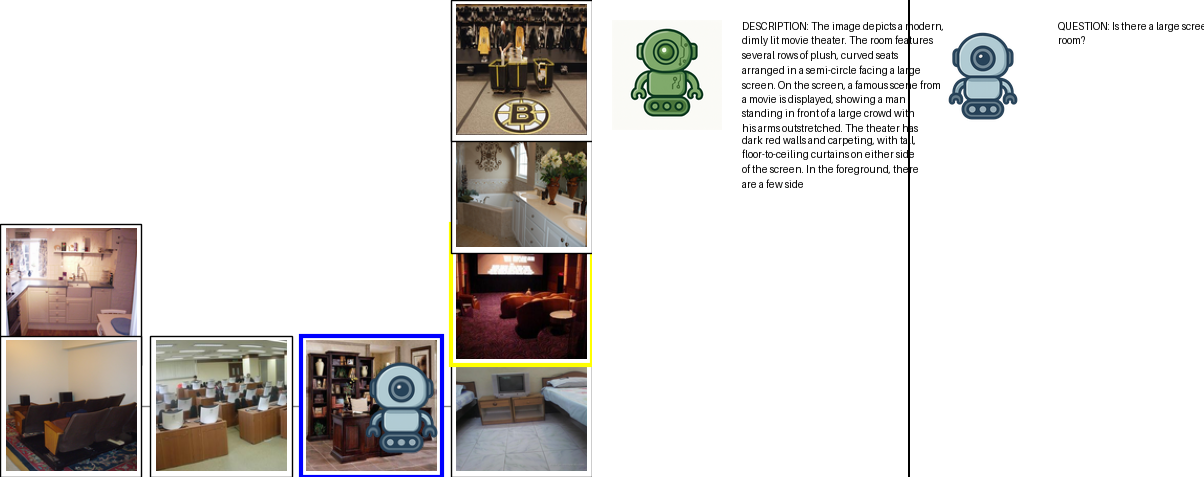 DESCRIPTION: The image depicts a modern,
dimly lit movie theater. The room features
several rows of plush, curved seats
arranged in a semi-circle facing a large
screen. On the screen, a famous scene from
a movie is displayed, showing a man
standing in front of a large crowd with
his arms outstretched. The theater has
dark red walls and carpeting, with tall,
floor-to-ceiling curtains on either side
of the screen. In the foreground, there
are a few side
QUESTION: Is there a large scree
room?
B